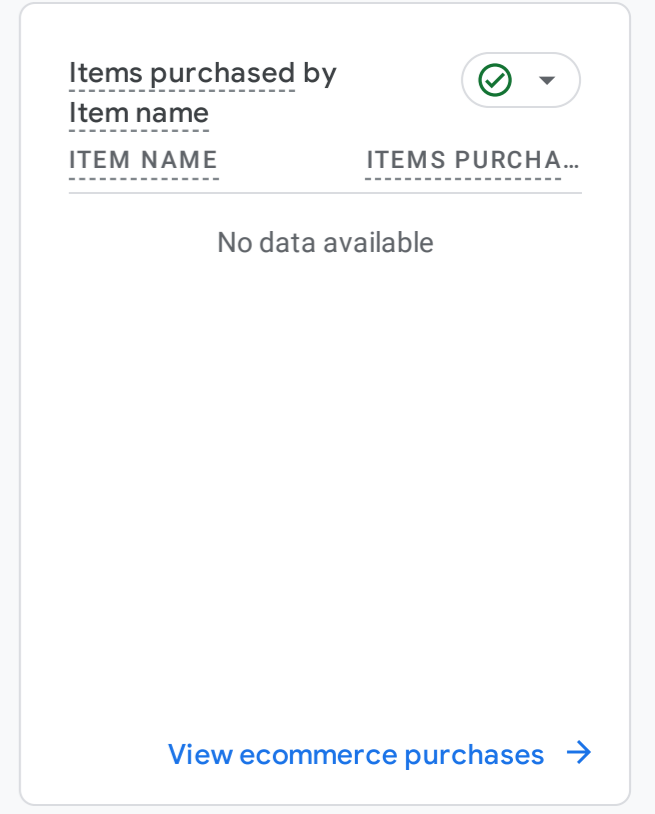 Items purchased by
Item name
ITEM NAME ITEMS PURCHA...
No data available
View ecommerce purchases